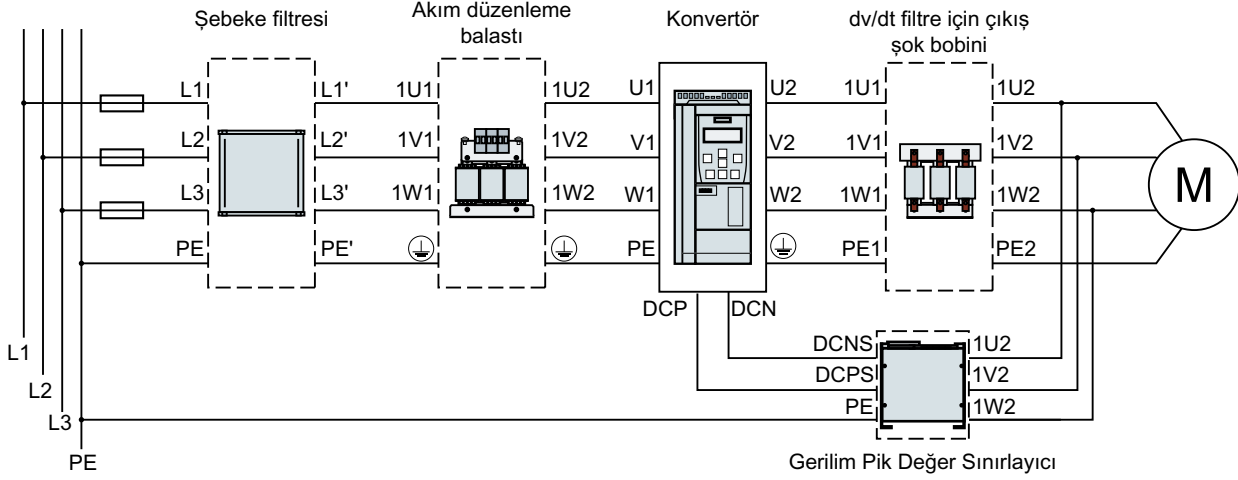 Şebeke filtresi
Akım düzenleme
balastı
Konvertör
dv/dt filtre için çıkış
şok bobini
L1 L1' 1U1 1U2 U1 U2 1U1 1U2
L2 L2' 1V1 1V2 V1 V2 1V1 1V2
L3 L3' 1W1 1W2 W1 W2 1W1 1W2
M
PE PE' PE PE1 PE2
DCP DCN
L1
L2
L3
PE
DCNS 1U2
DCPS 1V2
PE 1W2
Gerilim Pik Değer Sınırlayıcı